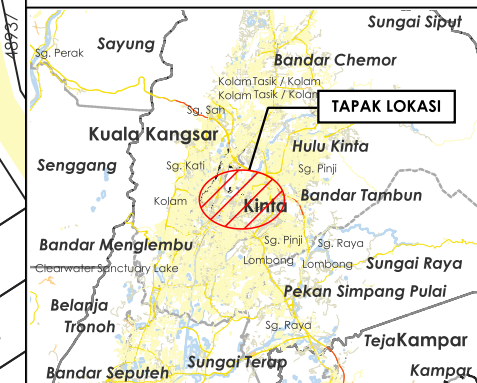 48937
Sungai Siput
Sayung
Sg. Perak
Bandar Chemor
Kolam Tasik / Kolam
Kolam Tasik / Kolam
TAPAK LOKASI
Sg. Sah
Kuala Kangsar
Hulu Kinta
Senggang
Sg. Kati
Sg. Pinji
Bandar Tambun
Kolam
Kinta
Bandar Menglembu
Sg. Pinji
Sg. Raya
Clearwater Sanctuary Lake
Lombang
Lombong
Sungai Raya
Pekan Simpang Pulai
Belanja
Tronoh
Sg. Raya
Teja
Kampar
Sungai Terap
Bandar Seputeh
Kampar